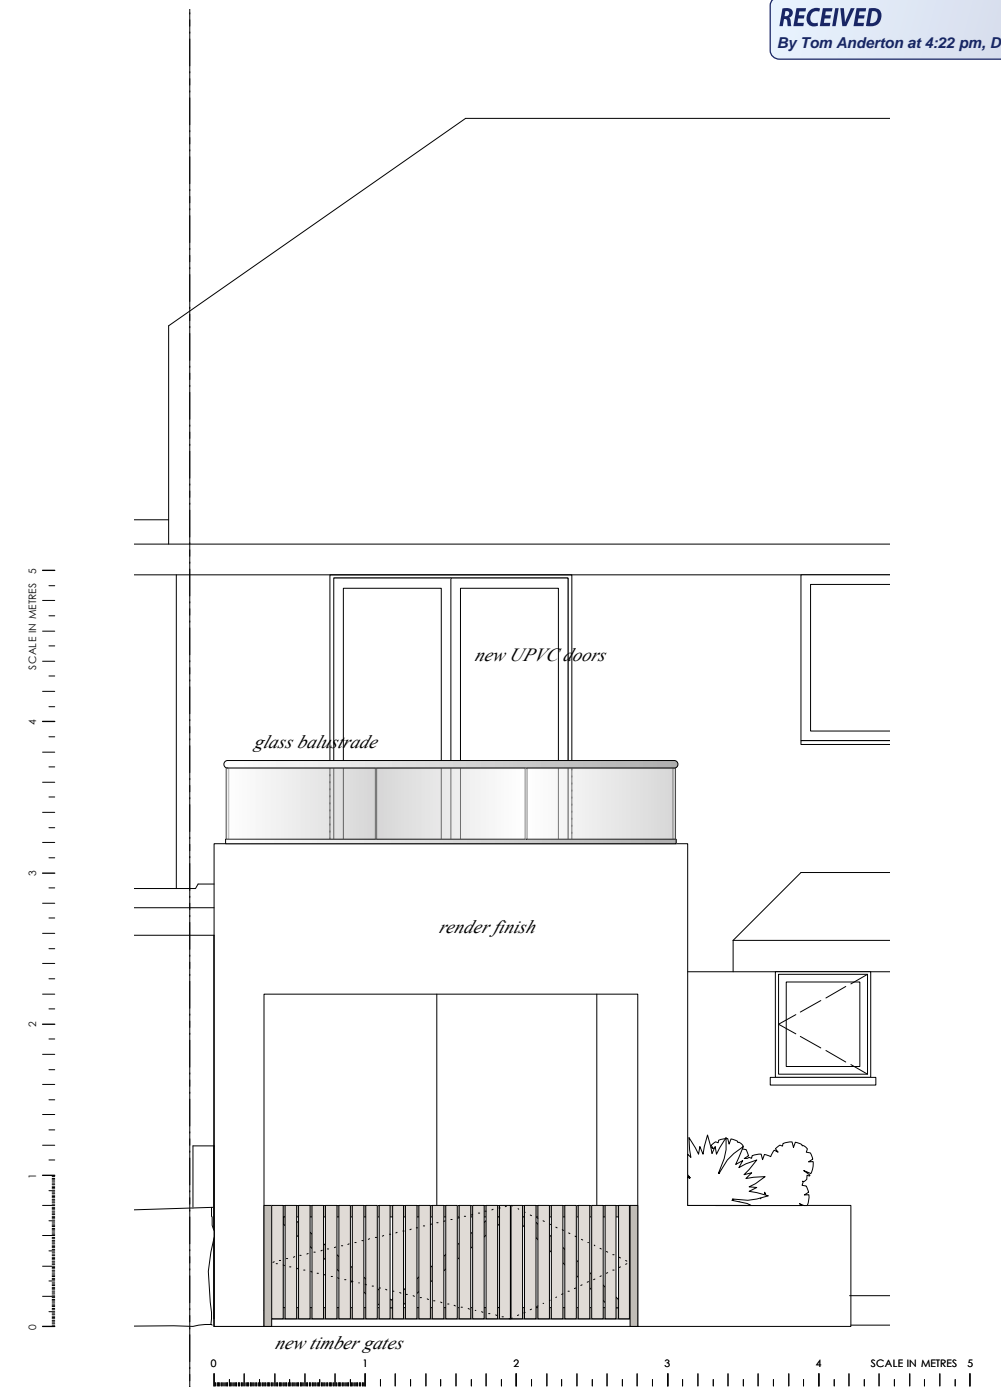 RECEIVED
By Tom Anderton at 4:22 pm, D
SCALE IN METRES 5
new UPVC doors
4
glass balustrade
3
render finish
2
1
0
new timber gates
0 1 2 3 4 SCALE IN METRES 5